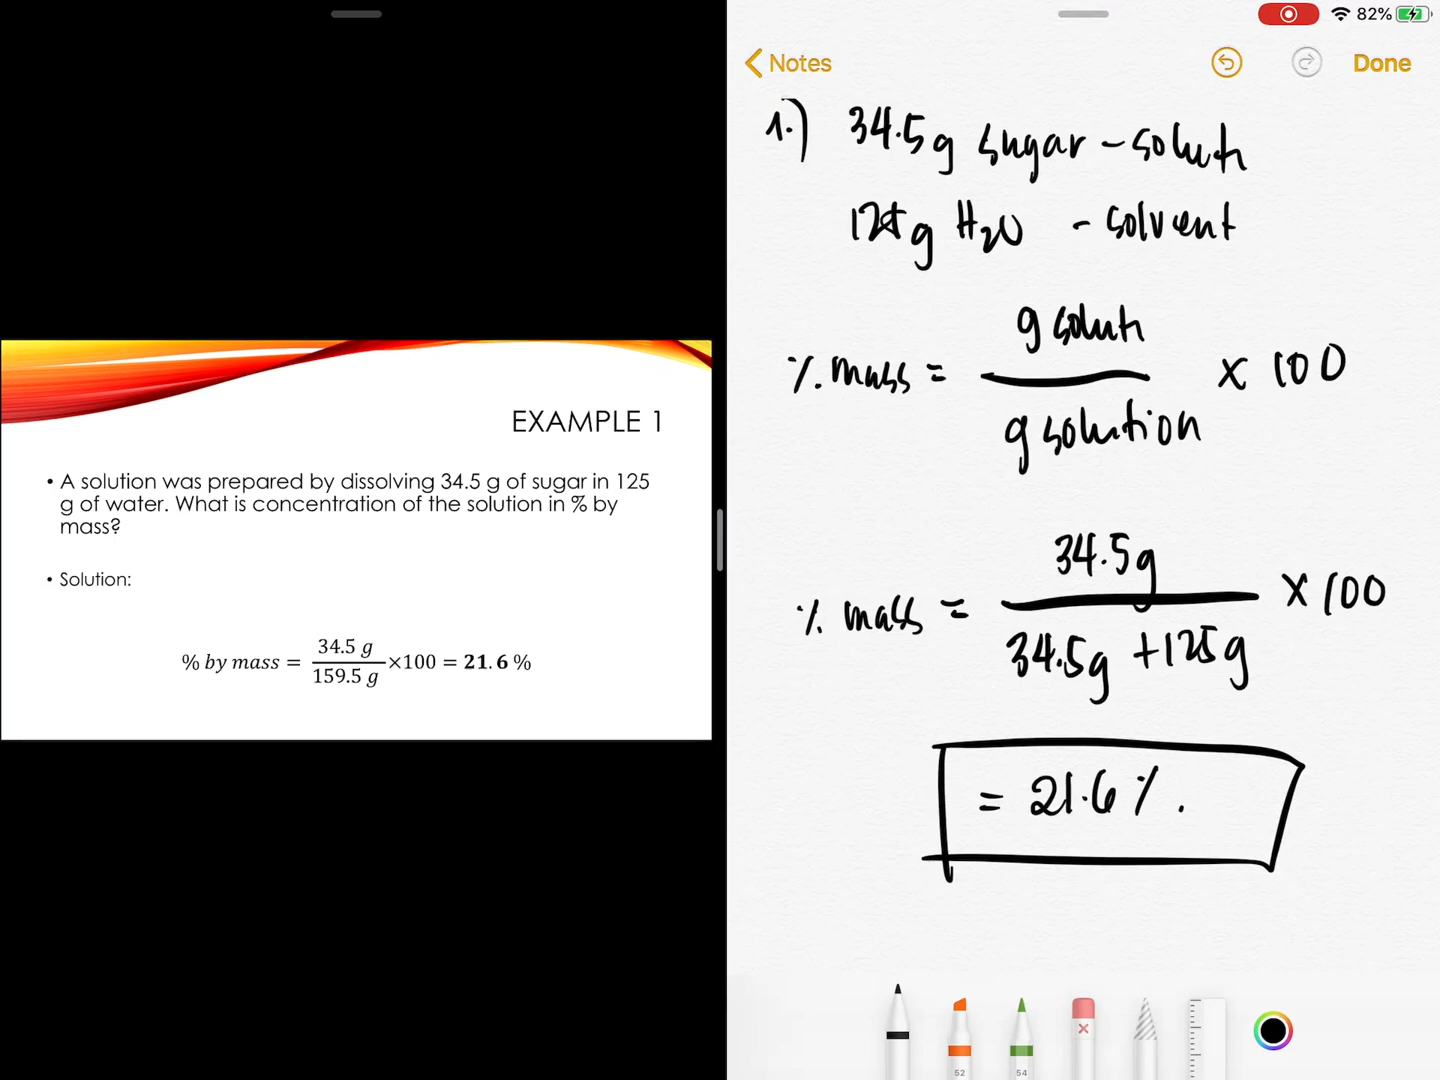 EXAMPLE 1
• A solution was prepared by dissolving 34.5 g of sugar in 125
g of water. What is concentration of the solution in % by
mass?
• Solution:
% by mass = 34.5 g / 159.5 g ×100 = 21.6 %
82%
Notes
Done
1.) 34.5g sugar - solute
125g H2O - solvent
% mass = g solute / g solution x 100
% mass = 34.5g / 34.5g + 125g x 100
= 21.6 %.
52
54